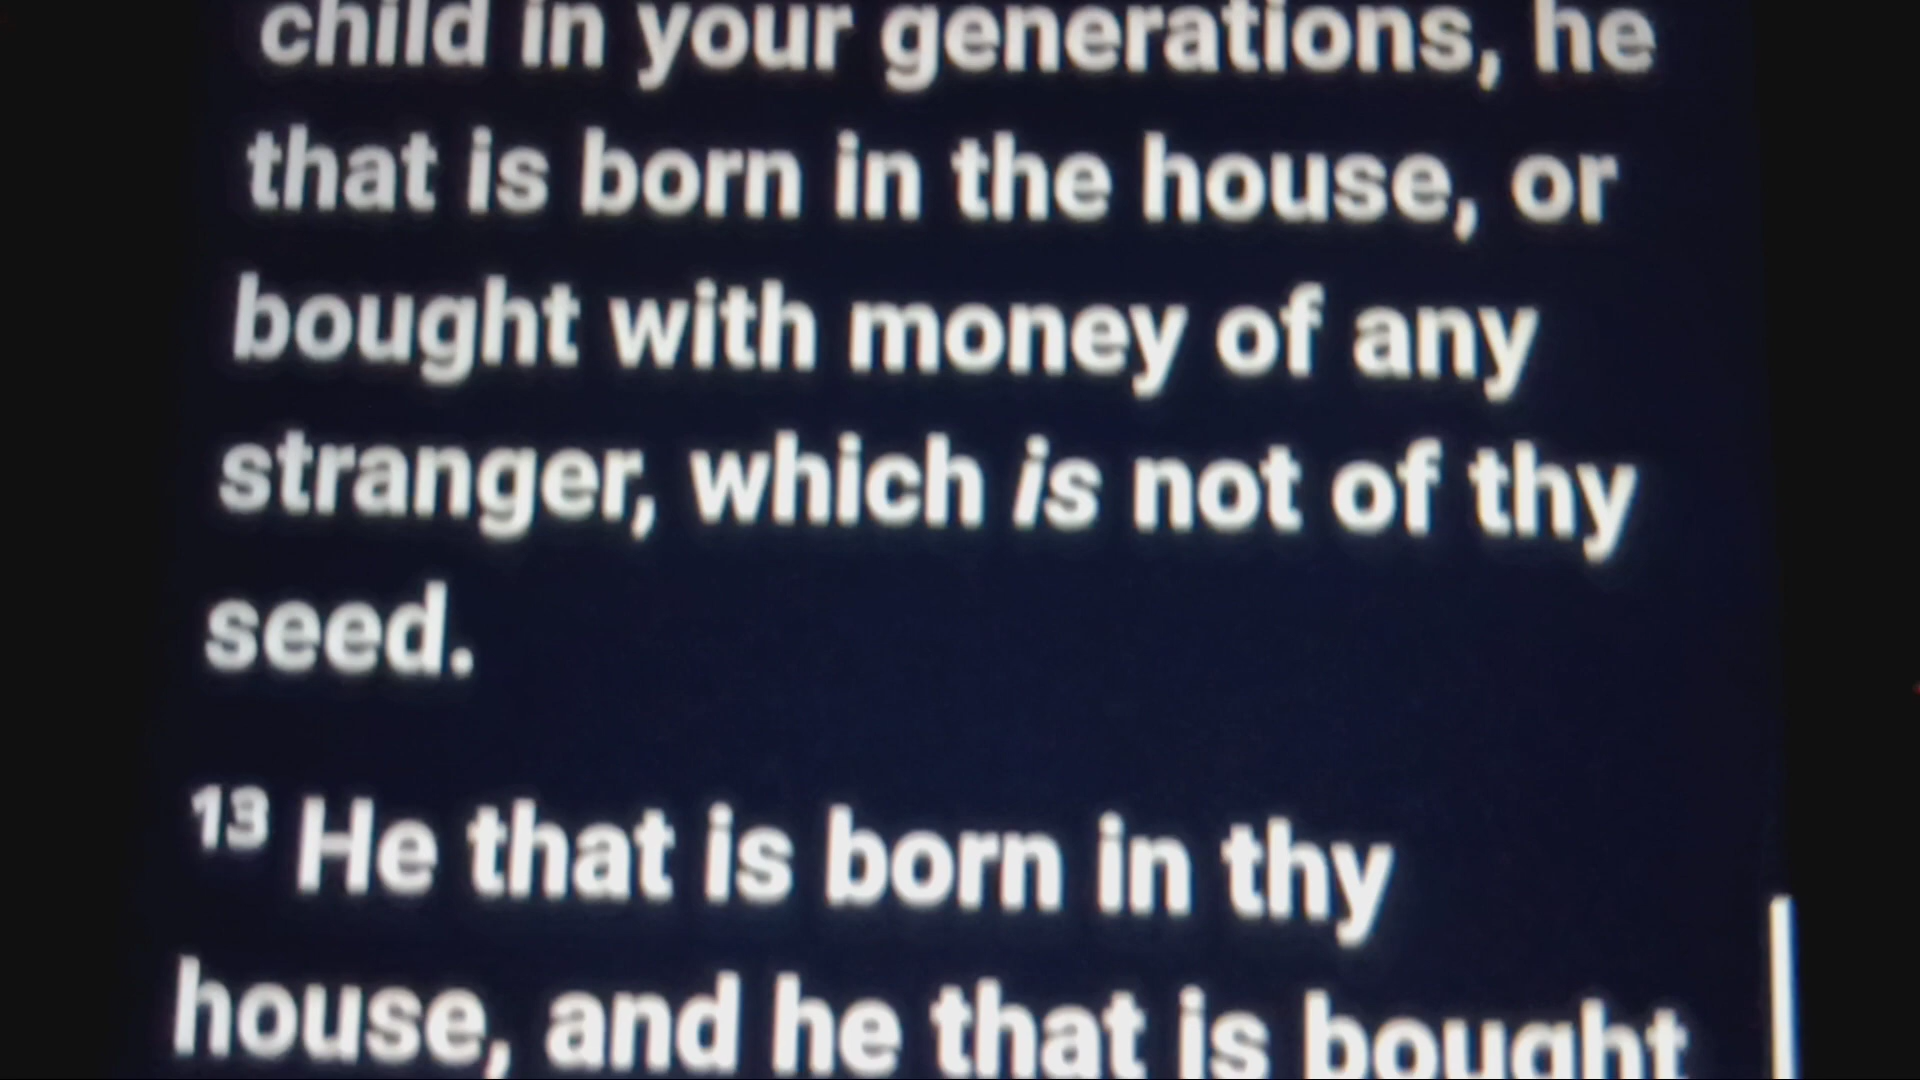 child in your generations, he
that is born in the house, or
bought with money of any
stranger, which is not of thy
seed.
13 He that is born in thy
house, and he that is bought